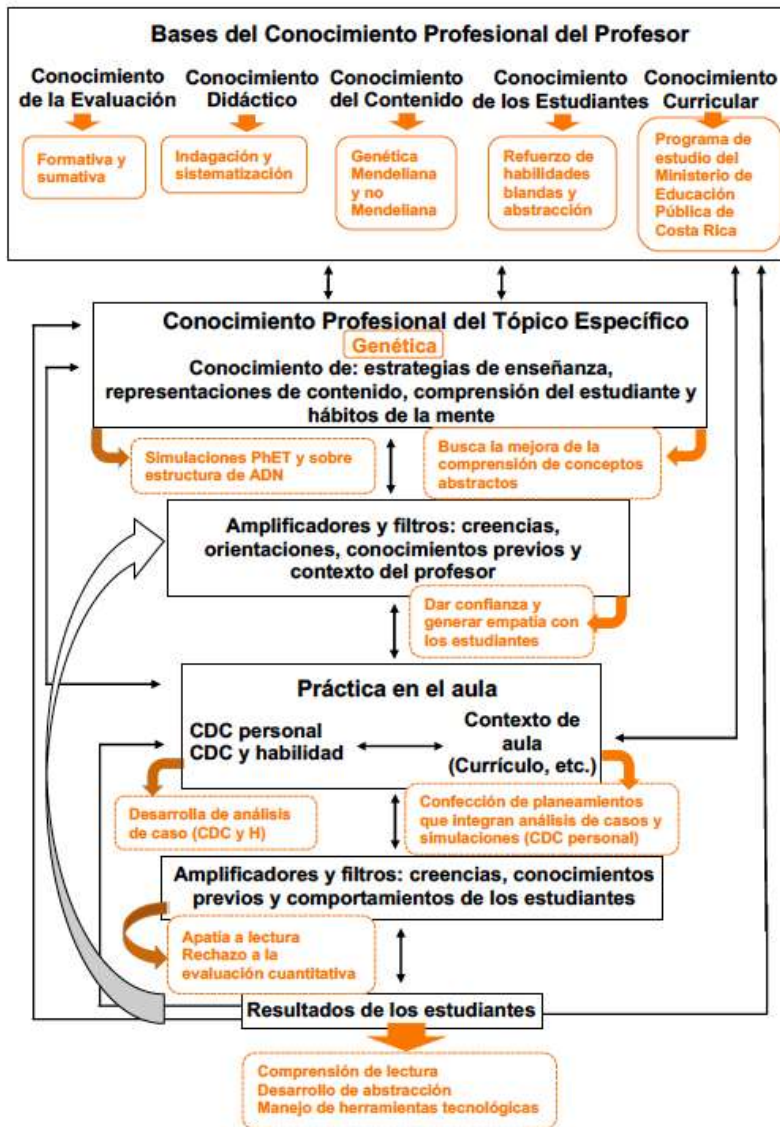 Bases del Conocimiento Profesional del Profesor
Conocimiento
de la Evaluación
Formativa y
sumativa
Conocimiento
Didáctico
Indagación y
sistematización
Conocimiento
del Contenido
Genética
Mendeliana
y no
Mendeliana
Conocimiento
de los Estudiantes
Refuerzo de
habilidades
blandas y
abstracción
Conocimiento
Curricular
Programa de
estudio del
Ministerio de
Educación
Pública de
Costa Rica
Conocimiento Profesional del Tópico Específico
Genética
Conocimiento de: estrategias de enseñanza,
representaciones de contenido, comprensión del estudiante y
hábitos de la mente
Simulaciones PhET y sobre
estructura de ADN
Busca la mejora de la
comprensión de conceptos
abstractos
Amplificadores y filtros: creencias,
orientaciones, conocimientos previos y
contexto del profesor
Dar confianza y
generar empatia con
los estudiantes
Práctica en el aula
CDC personal
CDC y habilidad
Contexto de
aula
(Currículo, etc.)
Desarrolla de análisis
de caso (CDC y H)
Confección de planeamientos
que integran análisis de casos y
simulaciones (CDC personal)
Amplificadores y filtros: creencias, conocimientos
previos y comportamientos de los estudiantes
Apatía a lectura
Rechazo a la
evaluación cuantitativa
Resultados de los estudiantes
Comprensión de lectura
Desarrollo de abstracción
Manejo de herramientas tecnológicas